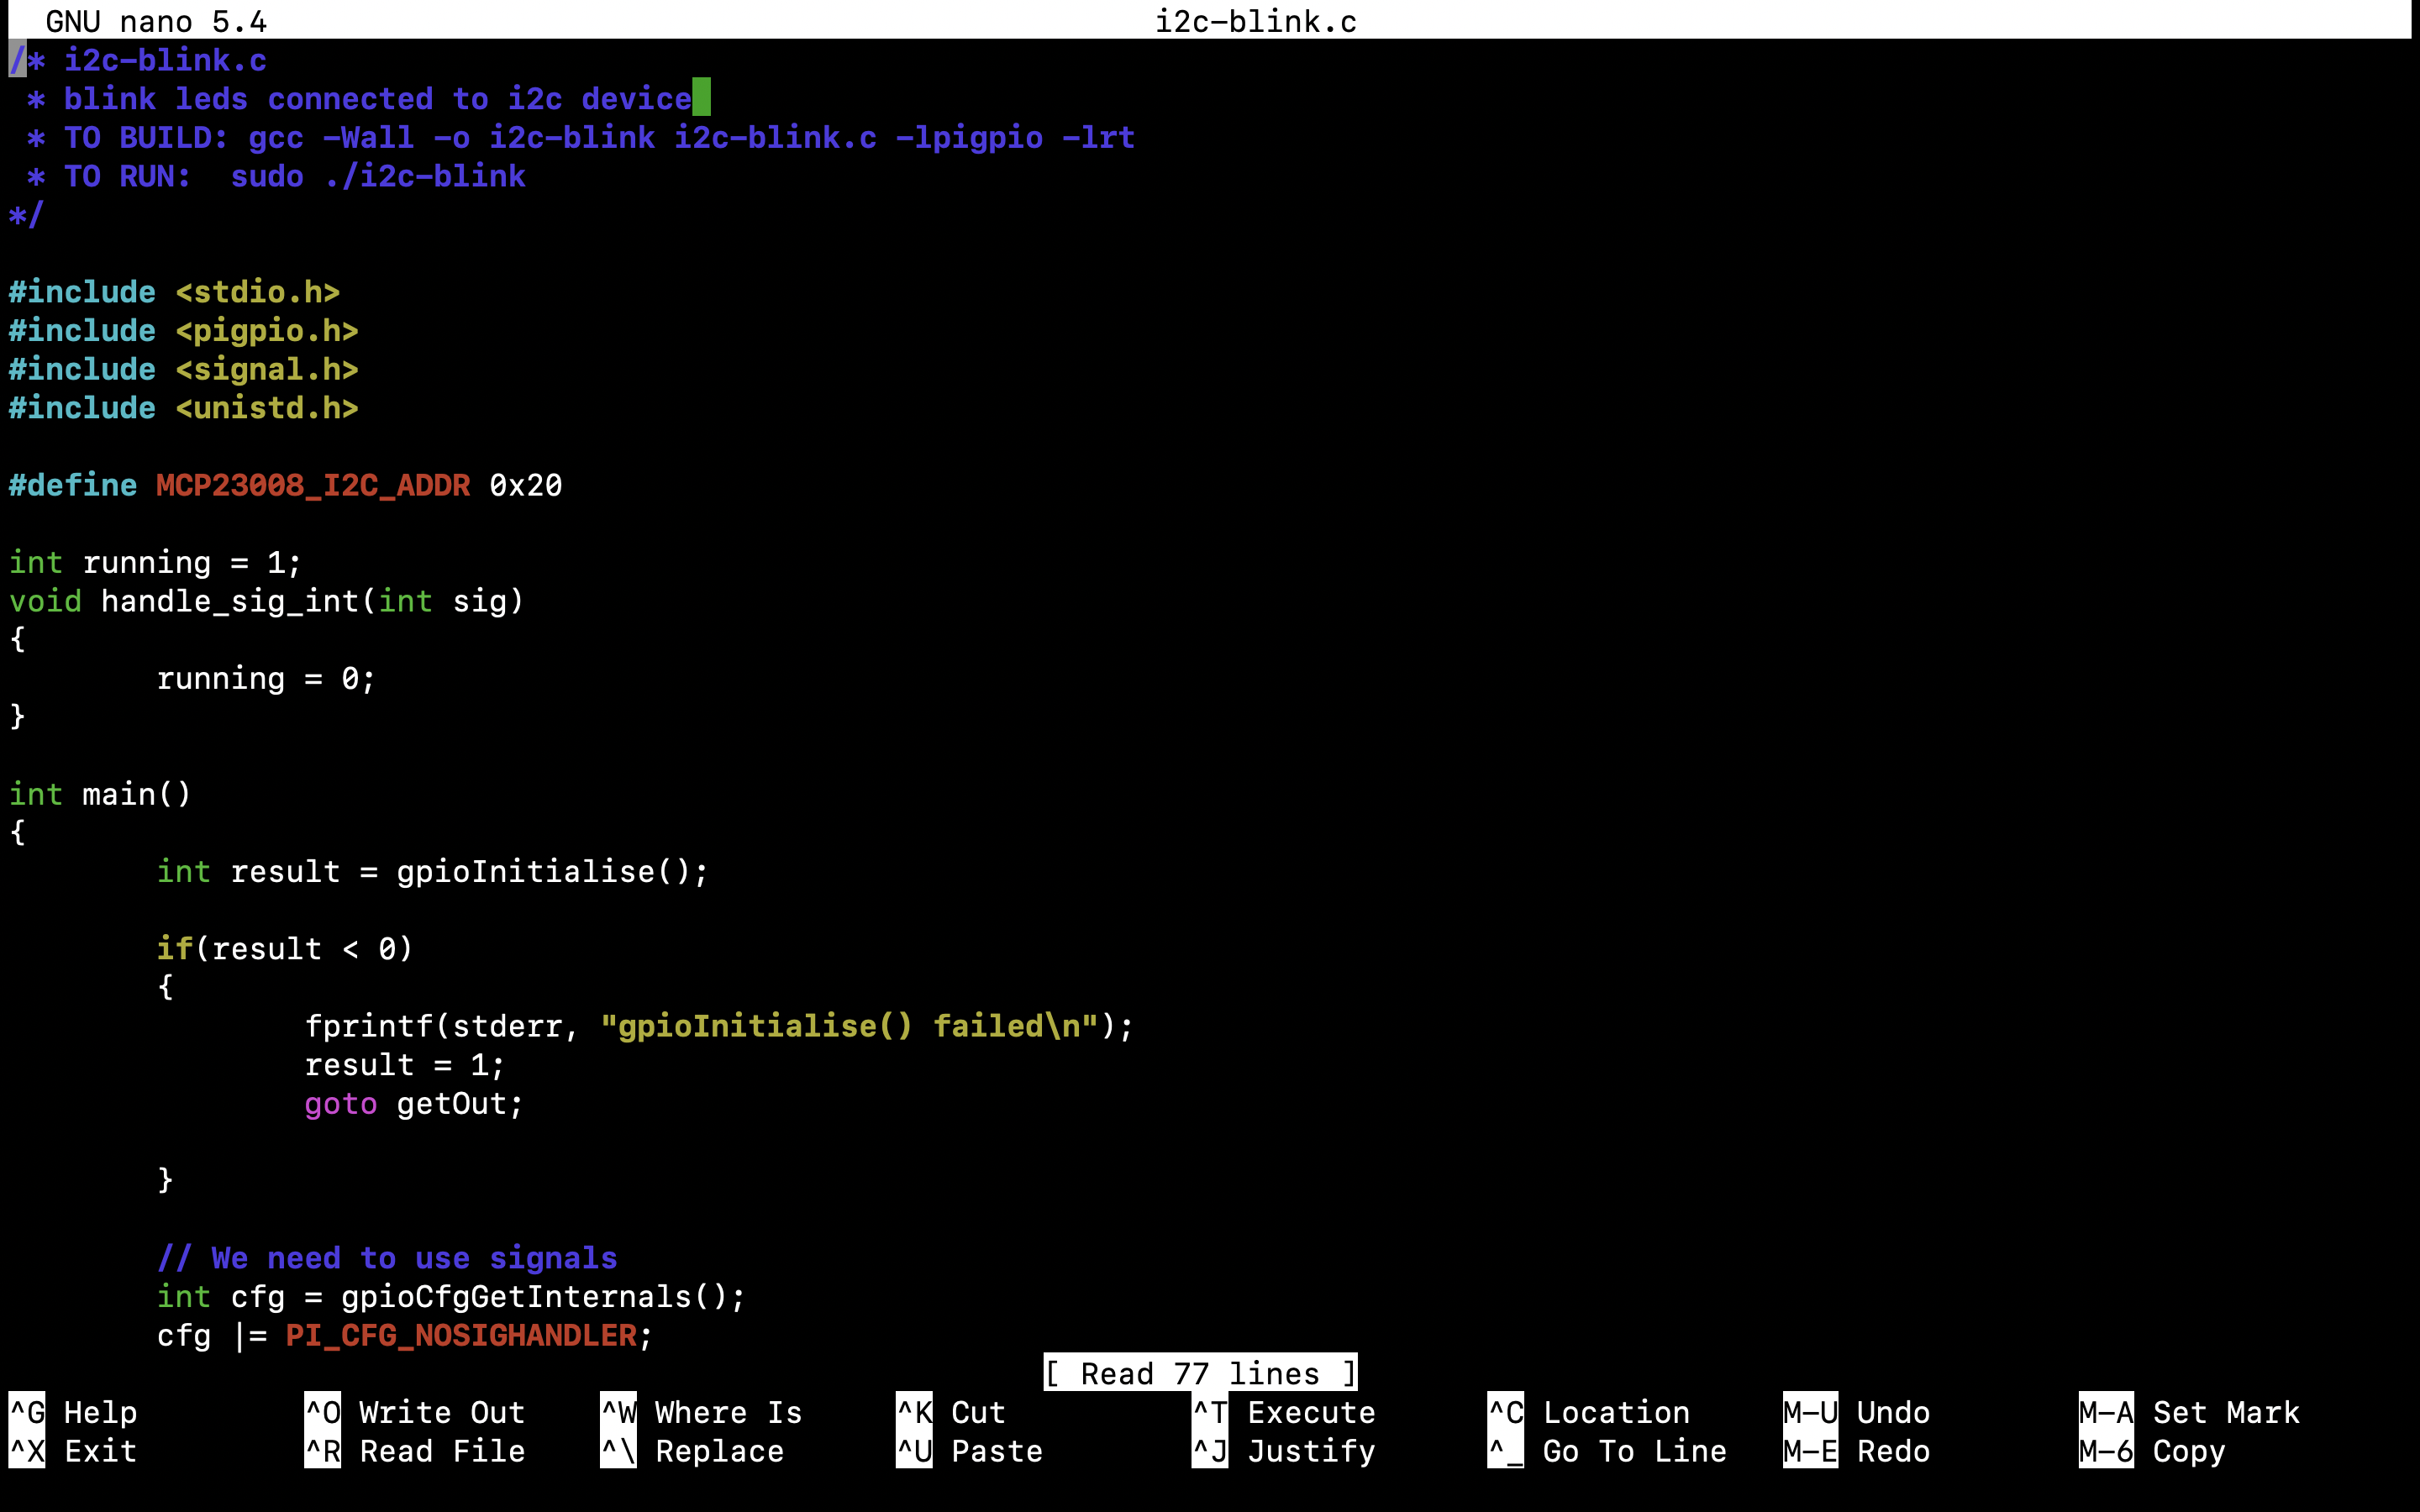 GNU nano 5.4 i2c-blink.c
/* i2c-blink.c
 * blink leds connected to i2c device
 * TO BUILD: gcc -Wall -o i2c-blink i2c-blink.c -lpigpio -lrt
 * TO RUN:  sudo ./i2c-blink
*/

#include <stdio.h>
#include <pigpio.h>
#include <signal.h>
#include <unistd.h>

#define MCP23008_I2C_ADDR 0x20

int running = 1;
void handle_sig_int(int sig)
{
        running = 0;
}

int main()
{
        int result = gpioInitialise();

        if(result < 0)
        {
                fprintf(stderr, "gpioInitialise() failed\n");
                result = 1;
                goto getOut;

        }

        // We need to use signals
        int cfg = gpioCfgGetInternals();
        cfg |= PI_CFG_NOSIGHANDLER;
[ Read 77 lines ]
^G Help ^O Write Out ^W Where Is ^K Cut ^T Execute ^C Location M-U Undo M-A Set Mark
^X Exit ^R Read File ^\ Replace ^U Paste ^J Justify ^_ Go To Line M-E Redo M-6 Copy